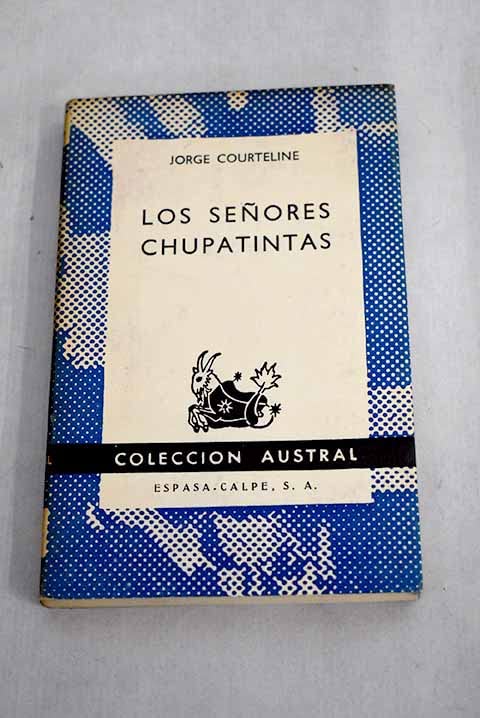 JORGE COURTELINE
LOS SEÑORES
CHUPATINTAS
COLECCION AUSTRAL
ESPASA-CALPE, S. A.